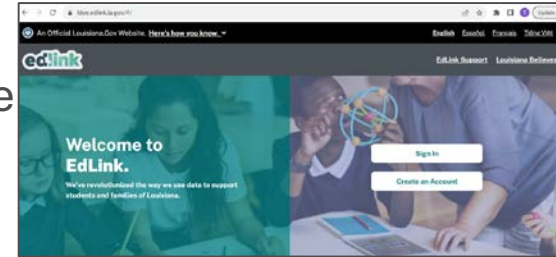 Update
An Official Louisiana.Gov Website. Here's how you know.
English Español Français Tiếng Việt
edlink
EdLink Support Louisiana Believes
e
Welcome to
EdLink.
We've revolutionized the way we use data to support
students and families of Louisiana.
Sign In
Create an Account